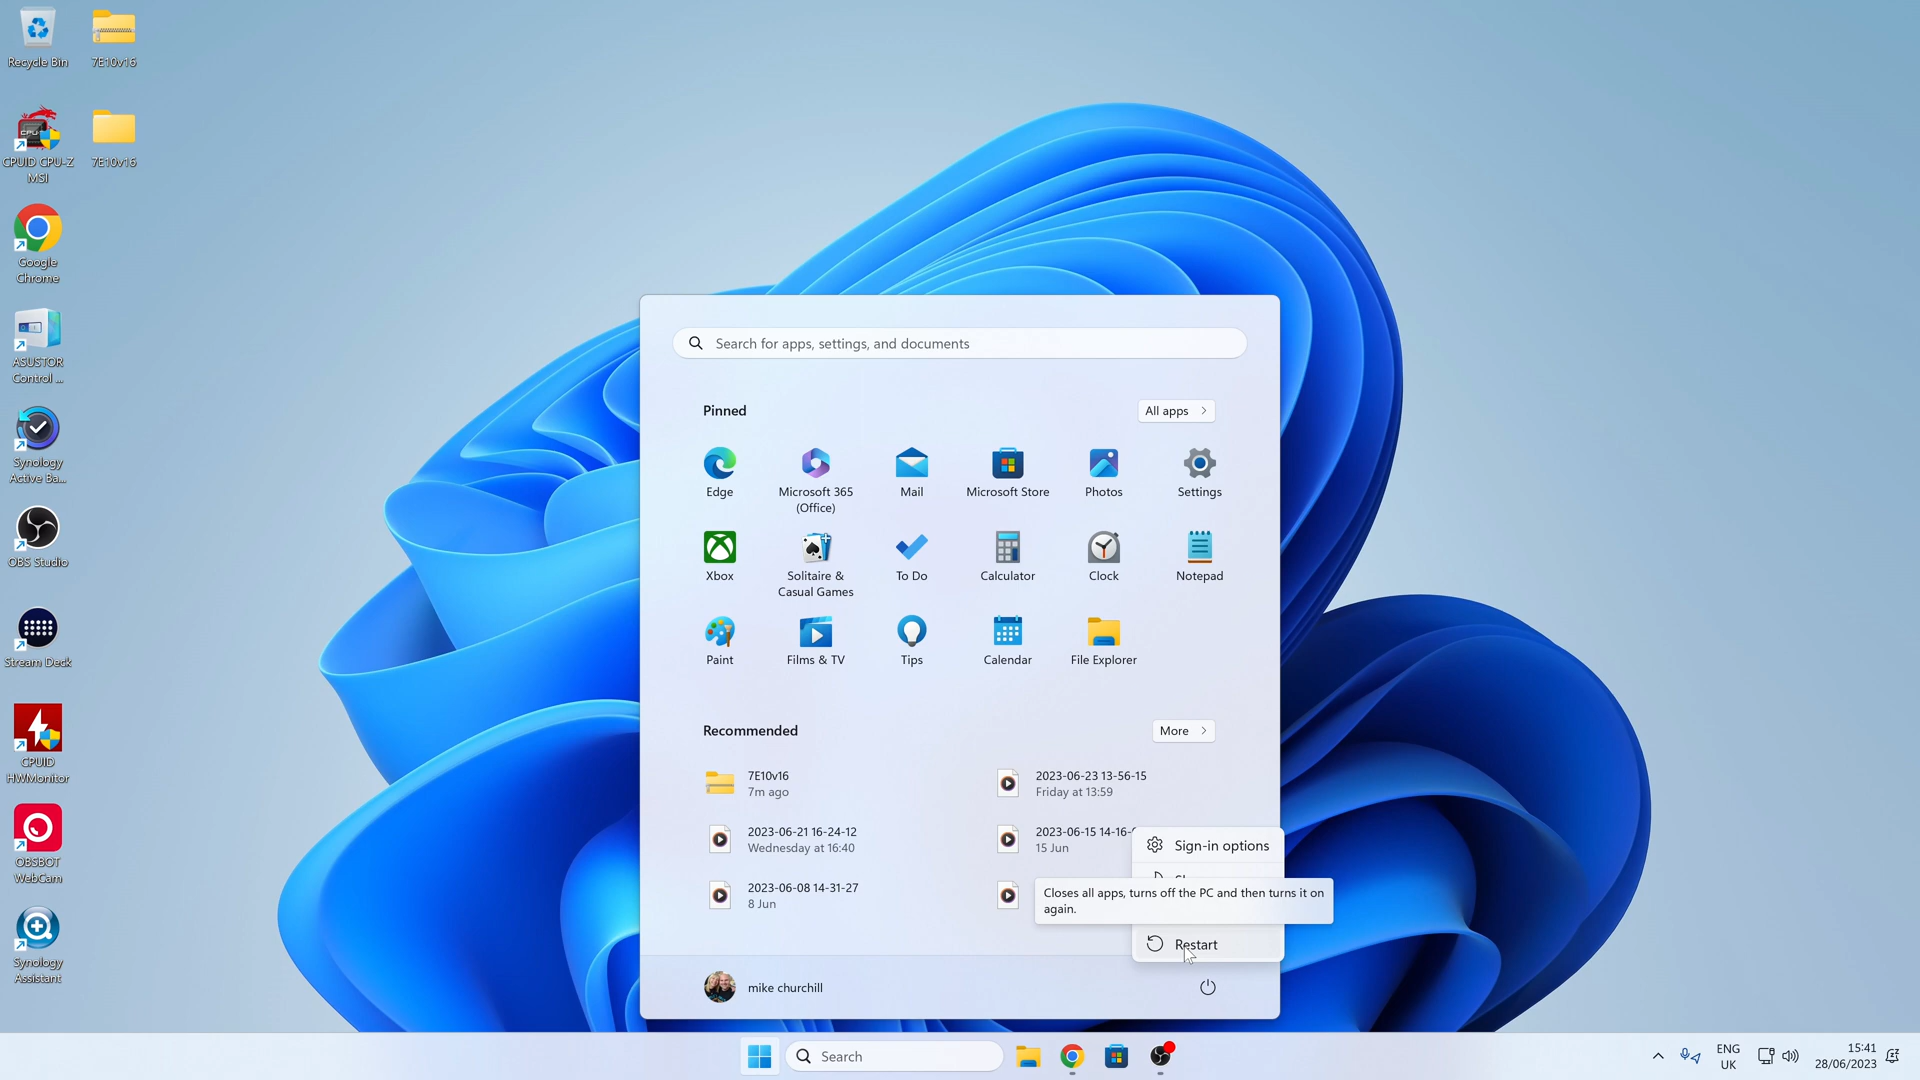 Recycle Bin
7E10v16
CPUID CPU-Z
MSI
7E10v16
Google
Chrome
ASUSTOR
Control ...
Synology
Active Ba...
OBS Studio
Stream Deck
CPUID
HWMonitor
OBSBOT
WebCam
Synology
Assistant
Search for apps, settings, and documents
Pinned
All apps
Edge
Microsoft 365
(Office)
Mail
Microsoft Store
Photos
Settings
Xbox
Solitaire &
Casual Games
To Do
Calculator
Clock
Notepad
Paint
Films & TV
Tips
Calendar
File Explorer
Recommended
More
7E10v16
7m ago
2023-06-23 13-56-15
Friday at 13:59
2023-06-21 16-24-12
Wednesday at 16:40
2023-06-15 14-16-
15 Jun
2023-06-08 14-31-27
8 Jun
Sign-in options
Closes all apps, turns off the PC and then turns it on
again.
Restart
mike churchill
Search
ENG
UK
15:41
28/06/2023